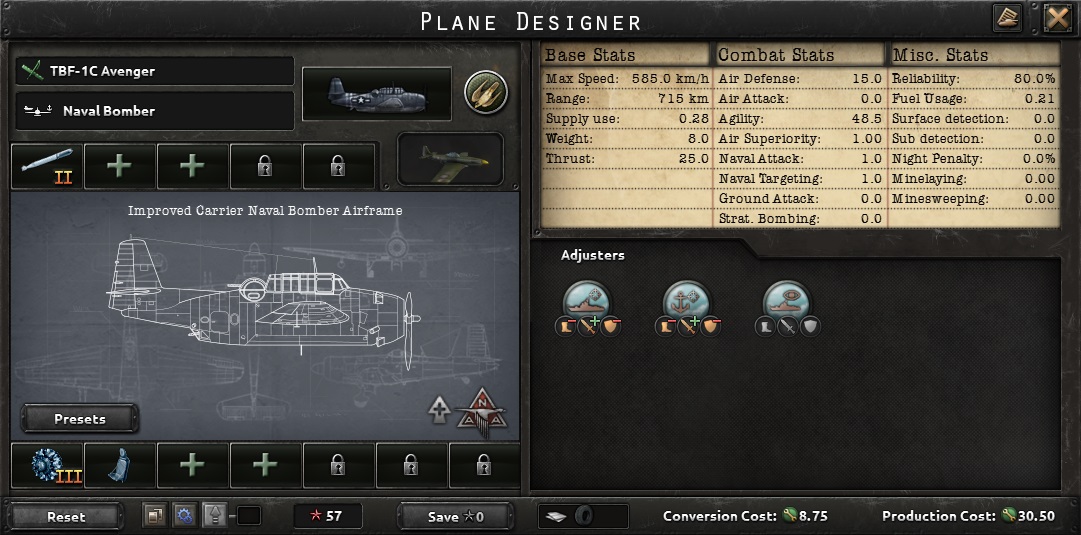 Plane Designer
TBF-1C Avenger
Naval Bomber
II
Improved Carrier Naval Bomber Airframe
Presets
N
A A
III
Reset
57
Save 0
Base Stats
Max Speed: 585.0 km/h
Range: 715 km
Supply use: 0.28
Weight: 8.0
Thrust: 25.0
Combat Stats
Air Defense: 15.0
Air Attack: 0.0
Agility: 48.5
Air Superiority: 1.00
Naval Attack: 1.0
Naval Targeting: 1.0
Ground Attack: 0.0
Strat. Bombing: 0.0
Misc. Stats
Reliability: 80.0%
Fuel Usage: 0.21
Surface detection: 0.0
Sub detection: 0.0
Night Penalty: 0.0%
Minelaying: 0.00
Minesweeping: 0.00
Adjusters
Conversion Cost: 8.75
Production Cost: 30.50